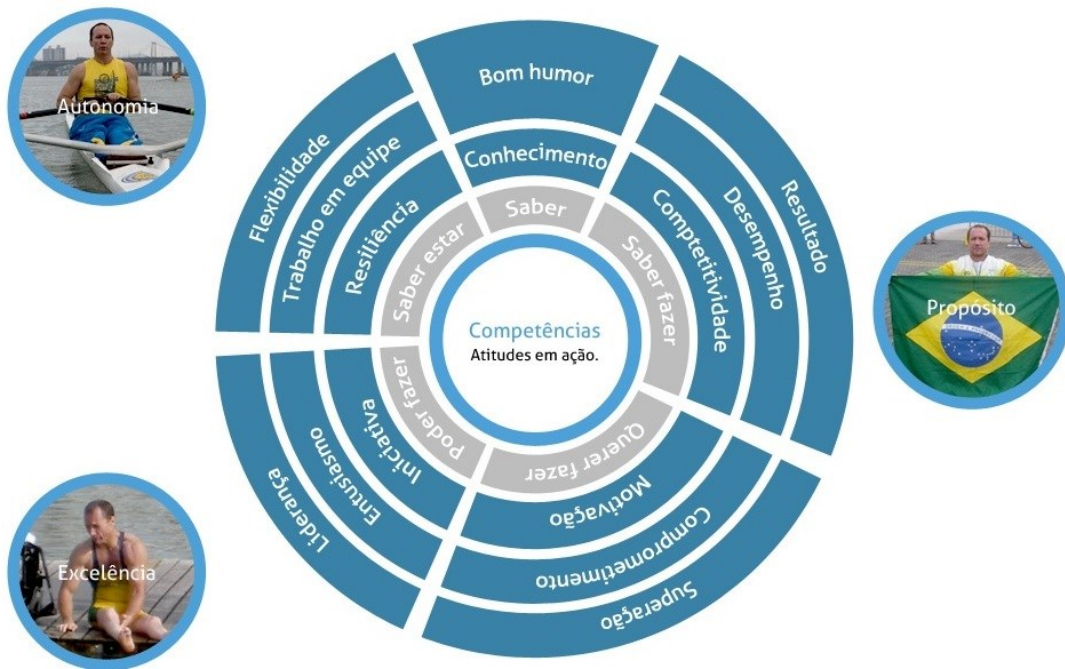 Autonomia
Propósito
Excelência
Competências
Atitudes em ação.
Saber
Conhecimento
Bom humor
Saber fazer
Comptetitividade
Desempenho
Resultado
Querer fazer
Motivação
Comprometimento
Superação
Poder fazer
Iniciativa
Entusiasmo
Liderança
Saber estar
Resiliência
Trabalho em equipe
Flexibilidade